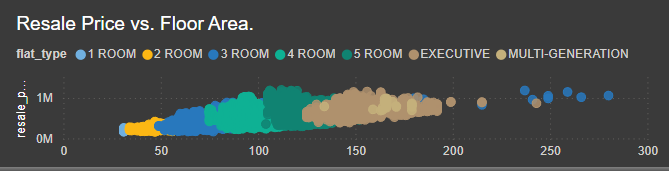 Resale Price vs. Floor Area.
flat_type 1 ROOM 2 ROOM 3 ROOM 4 ROOM 5 ROOM EXECUTIVE MULTI-GENERATION
resale_p...
1M
0M
0 50 100 150 200 250 300